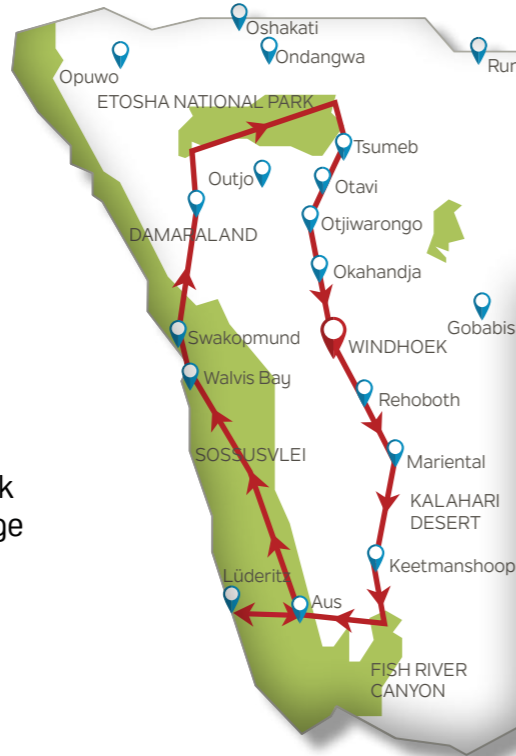 Oshakati
Ondangwa
Opuwo
Rur
ETOSHA NATIONAL PARK
Tsumeb
Outjo
Otavi
DAMARALAND
Otjiwarongo
Okahandja
Gobabis
Swakopmund
WINDHOEK
Walvis Bay
Rehoboth
SOSSUSVLEI
Mariental
k
ge
KALAHARI
DESERT
Keetmanshoop
Lüderitz
Aus
FISH RIVER
CANYON